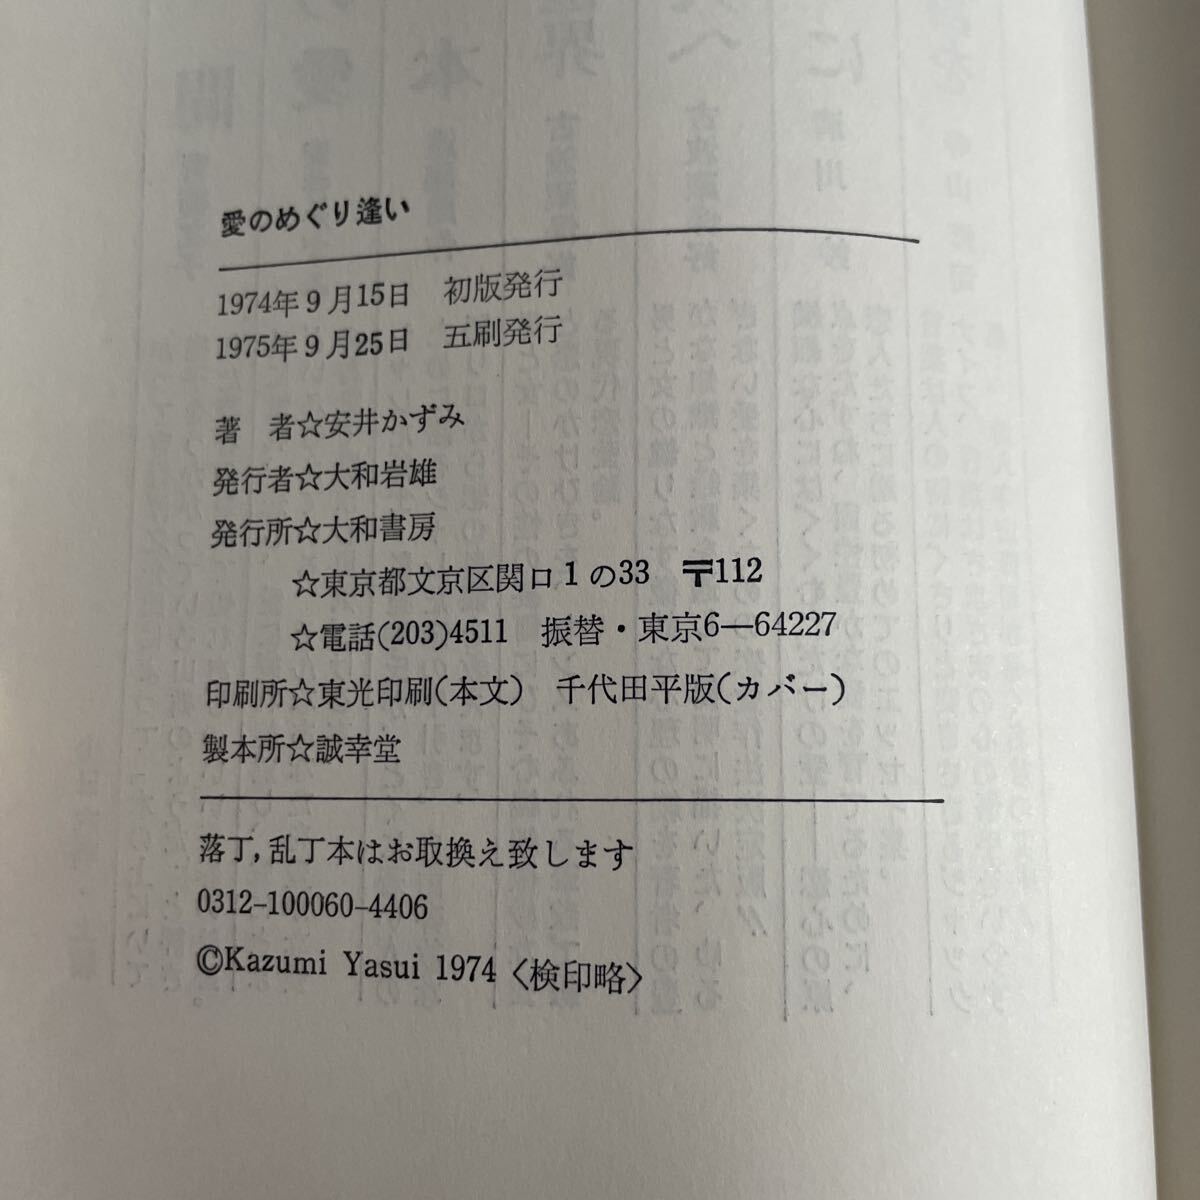 愛のめぐり逢い
1974年9月15日　初版発行
1975年9月25日　五刷発行
著　者☆安井かずみ
発行者☆大和岩雄
発行所☆大和書房
☆東京都文京区関口1の33　〒112
☆電話(203)4511　振替・東京6—64227
印刷所☆東光印刷(本文)　千代田平版(カバー)
製本所☆誠幸堂
落丁,乱丁本はお取換え致します
0312-100060-4406
©Kazumi Yasui 1974〈検印略〉